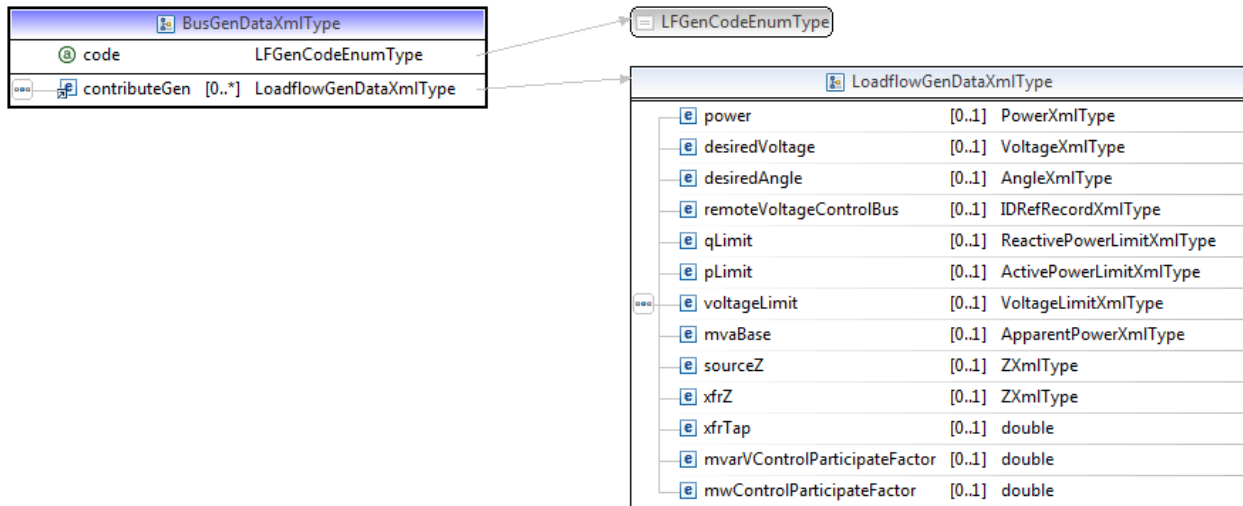 BusGenDataXmlType
code LFGenCodeEnumType
contributeGen [0..*] LoadflowGenDataXmlType
LFGenCodeEnumType
LoadflowGenDataXmlType
power [0..1] PowerXmlType
desiredVoltage [0..1] VoltageXmlType
desiredAngle [0..1] AngleXmlType
remoteVoltageControlBus [0..1] IDRefRecordXmlType
qLimit [0..1] ReactivePowerLimitXmlType
pLimit [0..1] ActivePowerLimitXmlType
voltageLimit [0..1] VoltageLimitXmlType
mvaBase [0..1] ApparentPowerXmlType
sourceZ [0..1] ZXmlType
xfrZ [0..1] ZXmlType
xfrTap [0..1] double
mvarVControlParticipateFactor [0..1] double
mwControlParticipateFactor [0..1] double